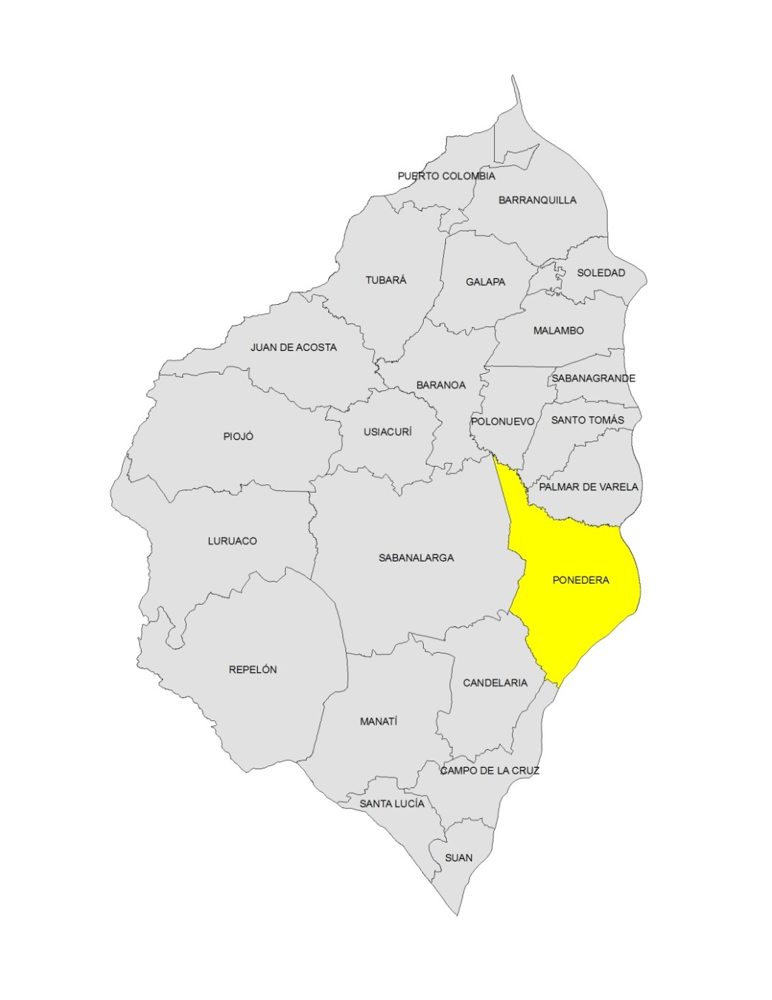 PUERTO COLOMBIA
BARRANQUILLA
SOLEDAD
TUBARÁ
GALAPA
MALAMBO
JUAN DE ACOSTA
SABANAGRANDE
BARANOA
SANTO TOMÁS
POLONUEVO
USIACURÍ
PIOJÓ
PALMAR DE VARELA
LURUACO
SABANALARGA
PONEDERA
REPELÓN
CANDELARIA
MANATÍ
CAMPO DE LA CRUZ
SANTA LUCÍA
SUAN